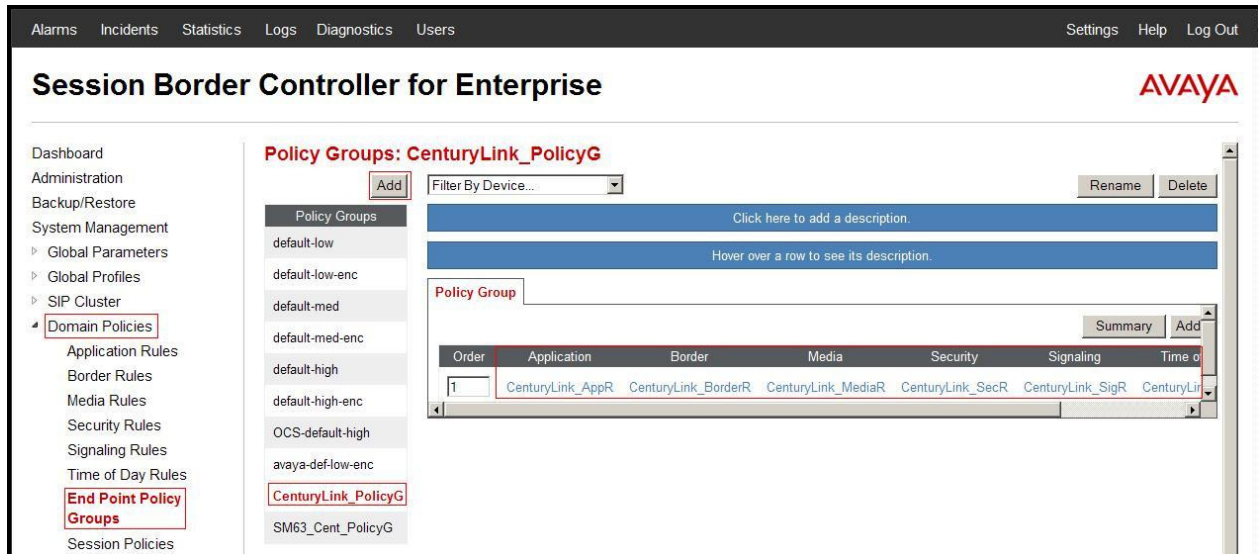 Alarms Incidents Statistics Logs Diagnostics Users Settings Help Log Out
Session Border Controller for Enterprise
AVAYA
Dashboard
Administration
Backup/Restore
System Management
Global Parameters
Global Profiles
SIP Cluster
Domain Policies
Application Rules
Border Rules
Media Rules
Security Rules
Signaling Rules
Time of Day Rules
End Point Policy
Groups
Session Policies
Policy Groups: CenturyLink_PolicyG
Add
Filter By Device...
Rename Delete
Policy Groups
default-low
default-low-enc
default-med
default-med-enc
default-high
default-high-enc
OCS-default-high
avaya-def-low-enc
CenturyLink_PolicyG
SM63_Cent_PolicyG
Click here to add a description.
Hover over a row to see its description.
Policy Group
Summary Add
Order Application Border Media Security Signaling Time o
1 CenturyLink_AppR CenturyLink_BorderR CenturyLink_MediaR CenturyLink_SecR CenturyLink_SigR CenturyLin